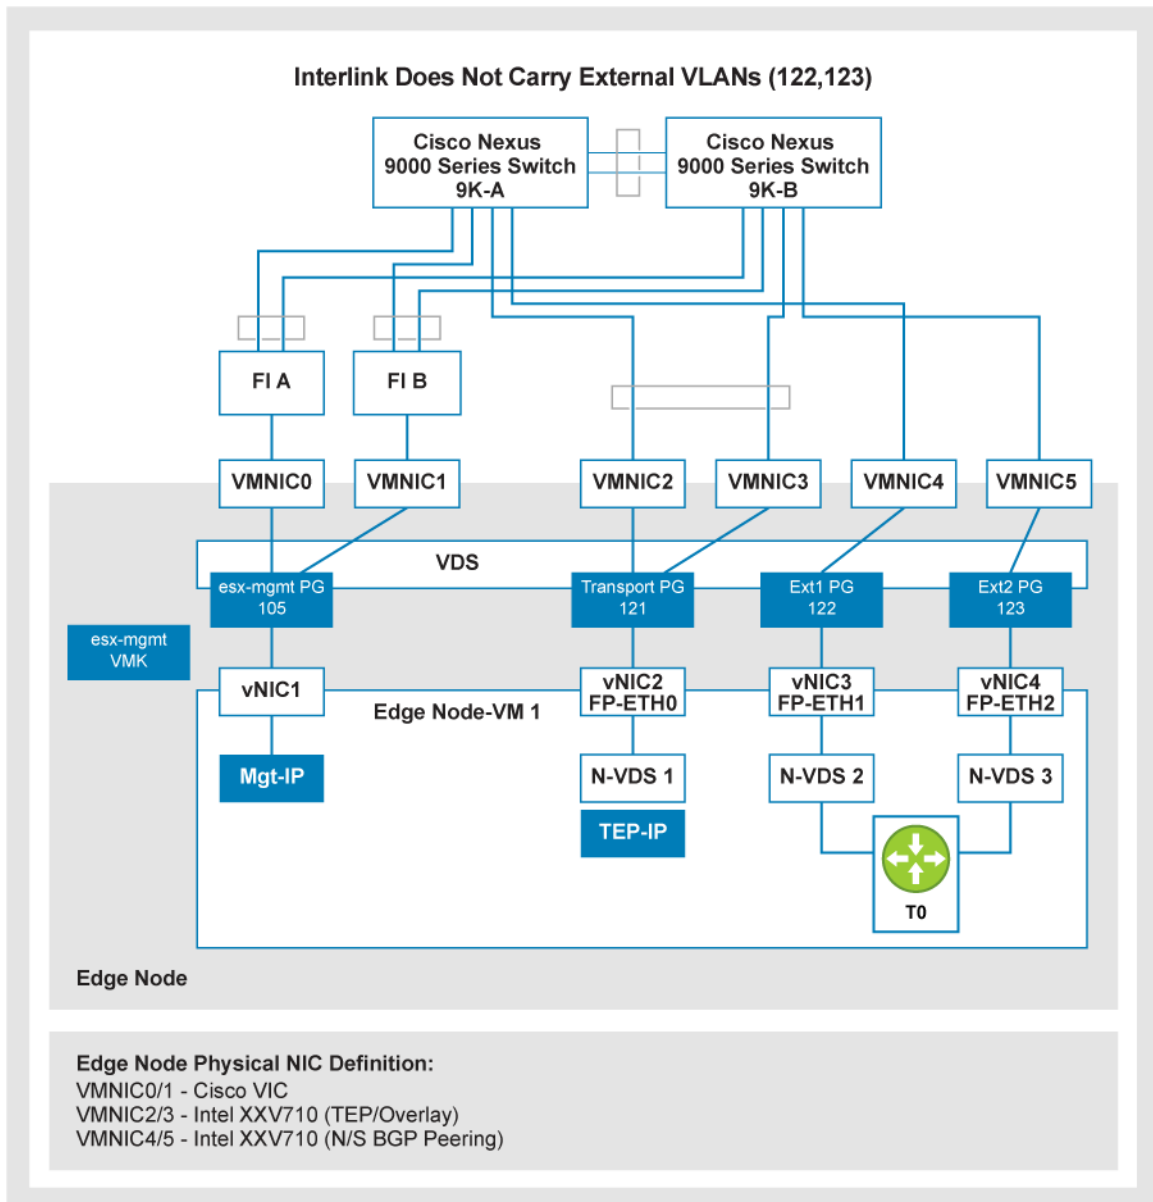 Interlink Does Not Carry External VLANs (122,123)
Cisco Nexus
9000 Series Switch
9K-A
Cisco Nexus
9000 Series Switch
9K-B
FI A
FI B
VMNIC0
VMNIC1
VMNIC2
VMNIC3
VMNIC4
VMNIC5
VDS
esx-mgmt PG
105
Transport PG
121
Ext1 PG
122
Ext2 PG
123
esx-mgmt
VMK
vNIC1
vNIC2
FP-ETH0
vNIC3
FP-ETH1
vNIC4
FP-ETH2
Edge Node-VM 1
Mgt-IP
N-VDS 1
N-VDS 2
N-VDS 3
TEP-IP
T0
Edge Node
Edge Node Physical NIC Definition:
VMNIC0/1 - Cisco VIC
VMNIC2/3 - Intel XXV710 (TEP/Overlay)
VMNIC4/5 - Intel XXV710 (N/S BGP Peering)